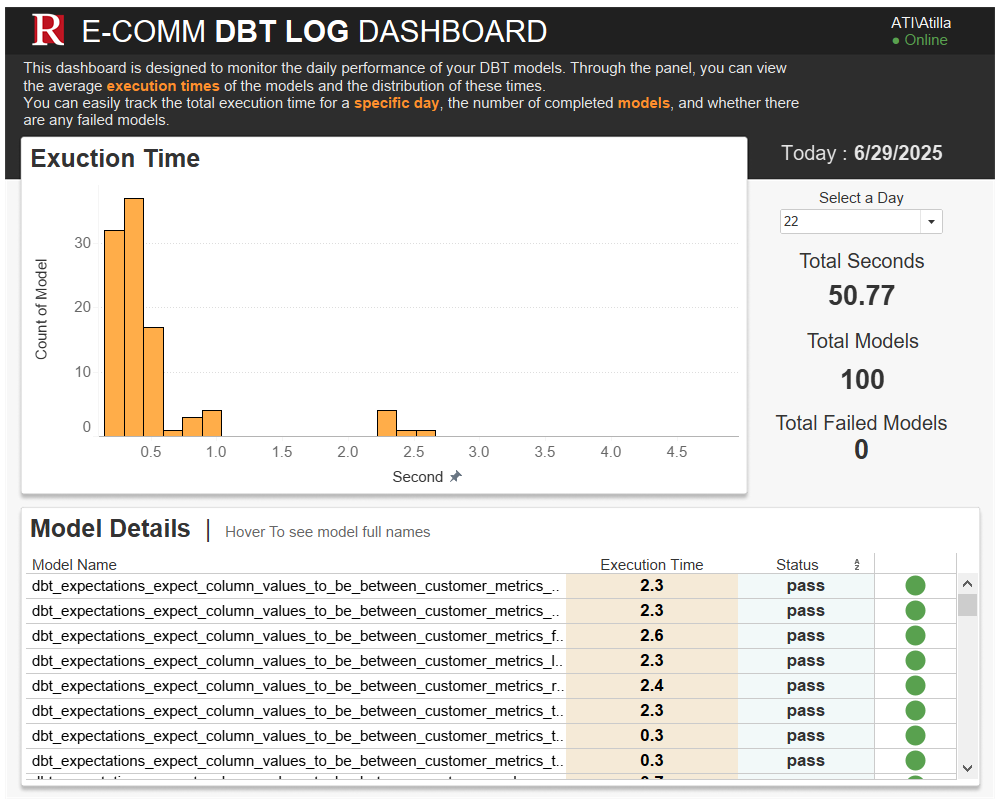 R E-COMM DBT LOG DASHBOARD
ATI\Atilla
● Online
This dashboard is designed to monitor the daily performance of your DBT models. Through the panel, you can view
the average execution times of the models and the distribution of these times.
You can easily track the total execution time for a specific day, the number of completed models, and whether there
are any failed models.
Today : 6/29/2025
Exuction Time
Count of Model
30
20
10
0
0.5 1.0 1.5 2.0 2.5 3.0 3.5 4.0 4.5
Second
Select a Day
22
Total Seconds
50.77
Total Models
100
Total Failed Models
0
Model Details | Hover To see model full names
Model Name Execution Time Status
dbt_expectations_expect_column_values_to_be_between_customer_metrics_.. 2.3 pass
dbt_expectations_expect_column_values_to_be_between_customer_metrics_.. 2.3 pass
dbt_expectations_expect_column_values_to_be_between_customer_metrics_f.. 2.6 pass
dbt_expectations_expect_column_values_to_be_between_customer_metrics_l.. 2.3 pass
dbt_expectations_expect_column_values_to_be_between_customer_metrics_r.. 2.4 pass
dbt_expectations_expect_column_values_to_be_between_customer_metrics_t.. 2.3 pass
dbt_expectations_expect_column_values_to_be_between_customer_metrics_t.. 0.3 pass
dbt_expectations_expect_column_values_to_be_between_customer_metrics_t.. 0.3 pass